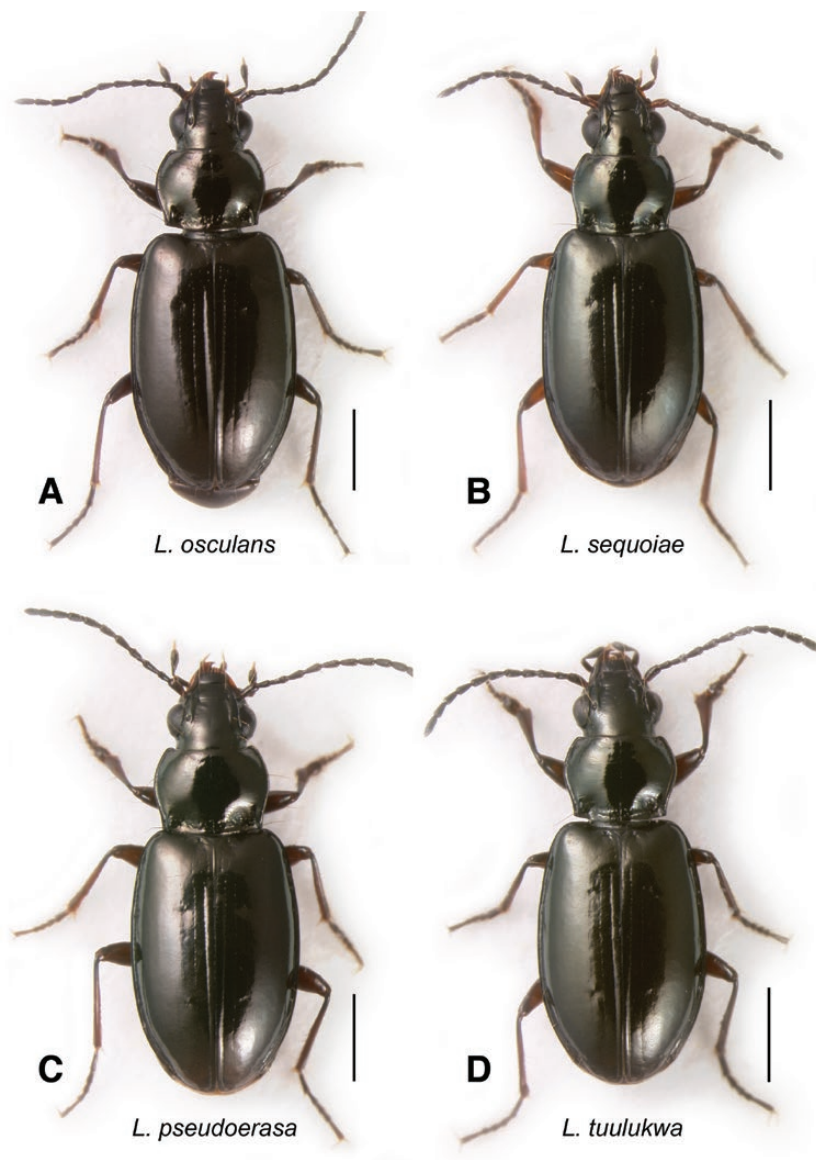 A
L. osculans
B
L. sequoiae
C
L. pseudoerasa
D
L. tuulukwa